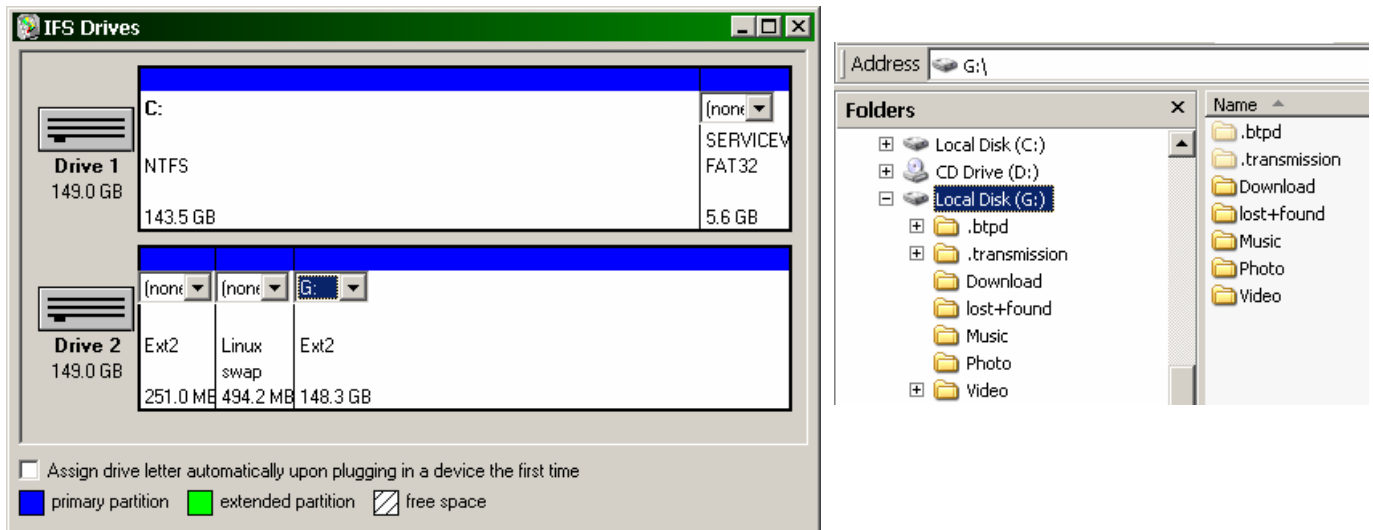 IFS Drives
C:
(none
SERVICEV
Drive 1
NTFS
FAT32
149.0 GB
143.5 GB
5.6 GB
(none
(none
G:
Drive 2
Ext2
Linux
Ext2
149.0 GB
swap
251.0 MB
494.2 MB
148.3 GB
Assign drive letter automatically upon plugging in a device the first time
primary partition
extended partition
free space
Address
G:\
Folders
x
Local Disk (C:)
CD Drive (D:)
Local Disk (G:)
.btpd
.transmission
Download
lost+found
Music
Photo
Video
Name
.btpd
.transmission
Download
lost+found
Music
Photo
Video